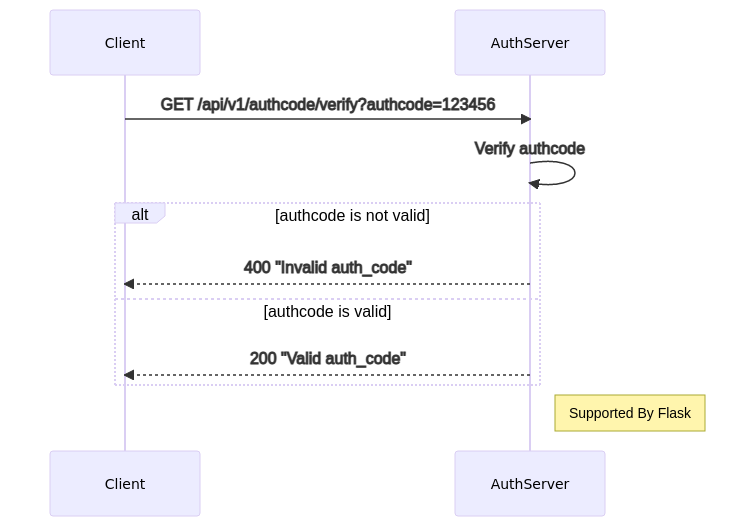 Client
AuthServer
GET /api/v1/authcode/verify?authcode=123456
Verify authcode
alt
[authcode is not valid]
400 "Invalid auth_code"
[authcode is valid]
200 "Valid auth_code"
Supported By Flask
Client
AuthServer